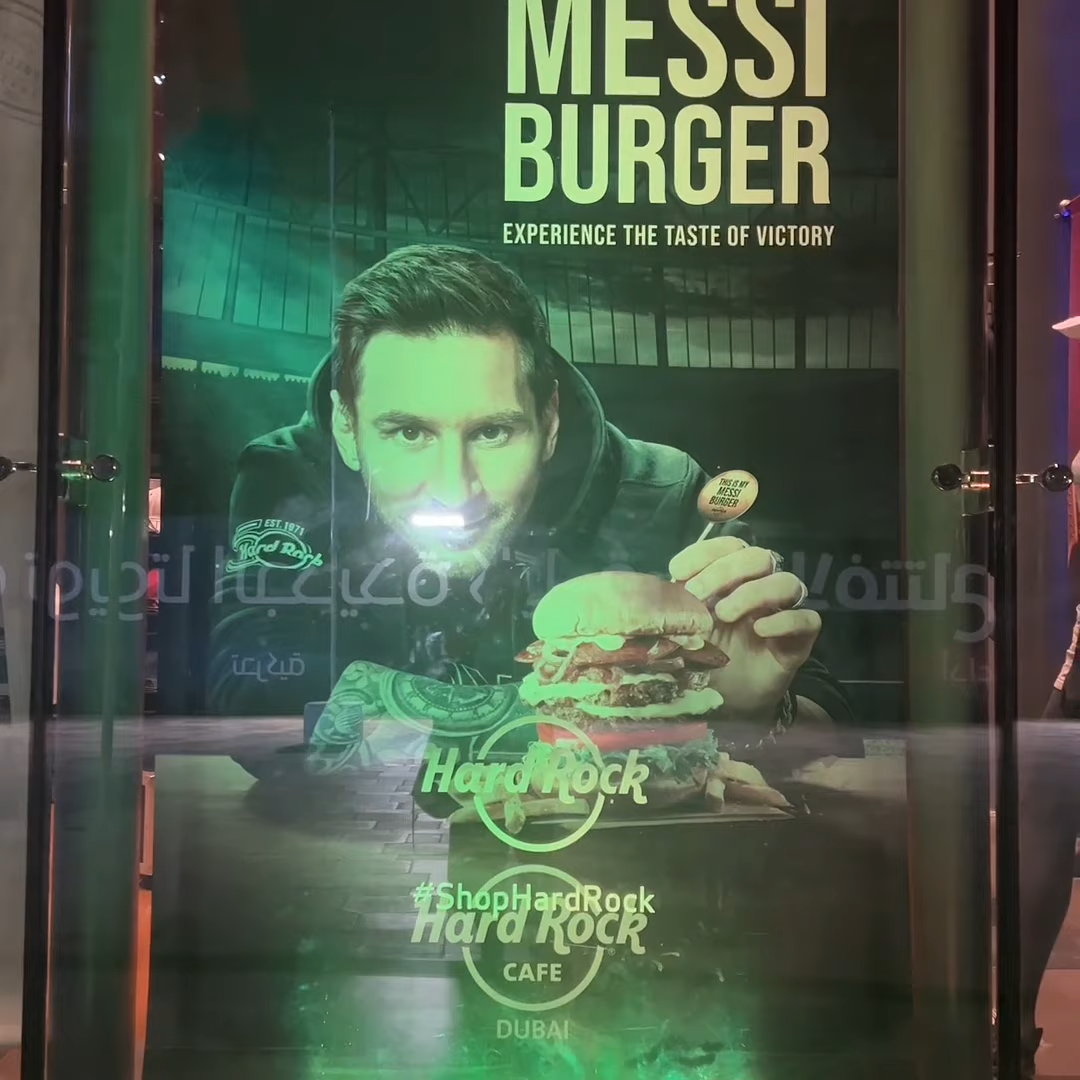 MESSI
BURGER
EXPERIENCE THE TASTE OF VICTORY
THIS IS MY
MESSI
BURGER
EST. 1971
Hard Rock
Hard Rock
#ShopHardRock
Hard Rock
CAFE
DUBAI